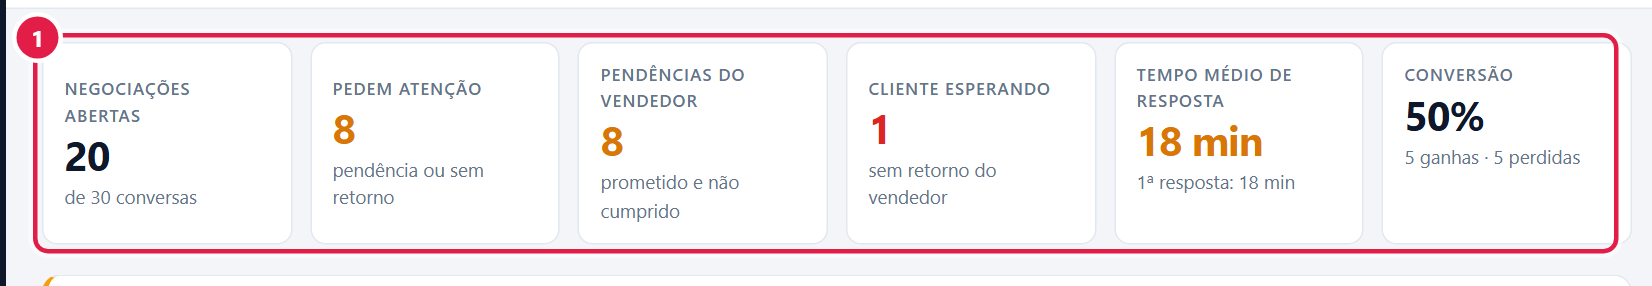 1
NEGOCIAÇÕES
ABERTAS
20
de 30 conversas
PEDEM ATENÇÃO
8
pendência ou sem
retorno
PENDÊNCIAS DO
VENDEDOR
8
prometido e não
cumprido
CLIENTE ESPERANDO
1
sem retorno do
vendedor
TEMPO MÉDIO DE
RESPOSTA
18 min
1ª resposta: 18 min
CONVERSÃO
50%
5 ganhas · 5 perdidas